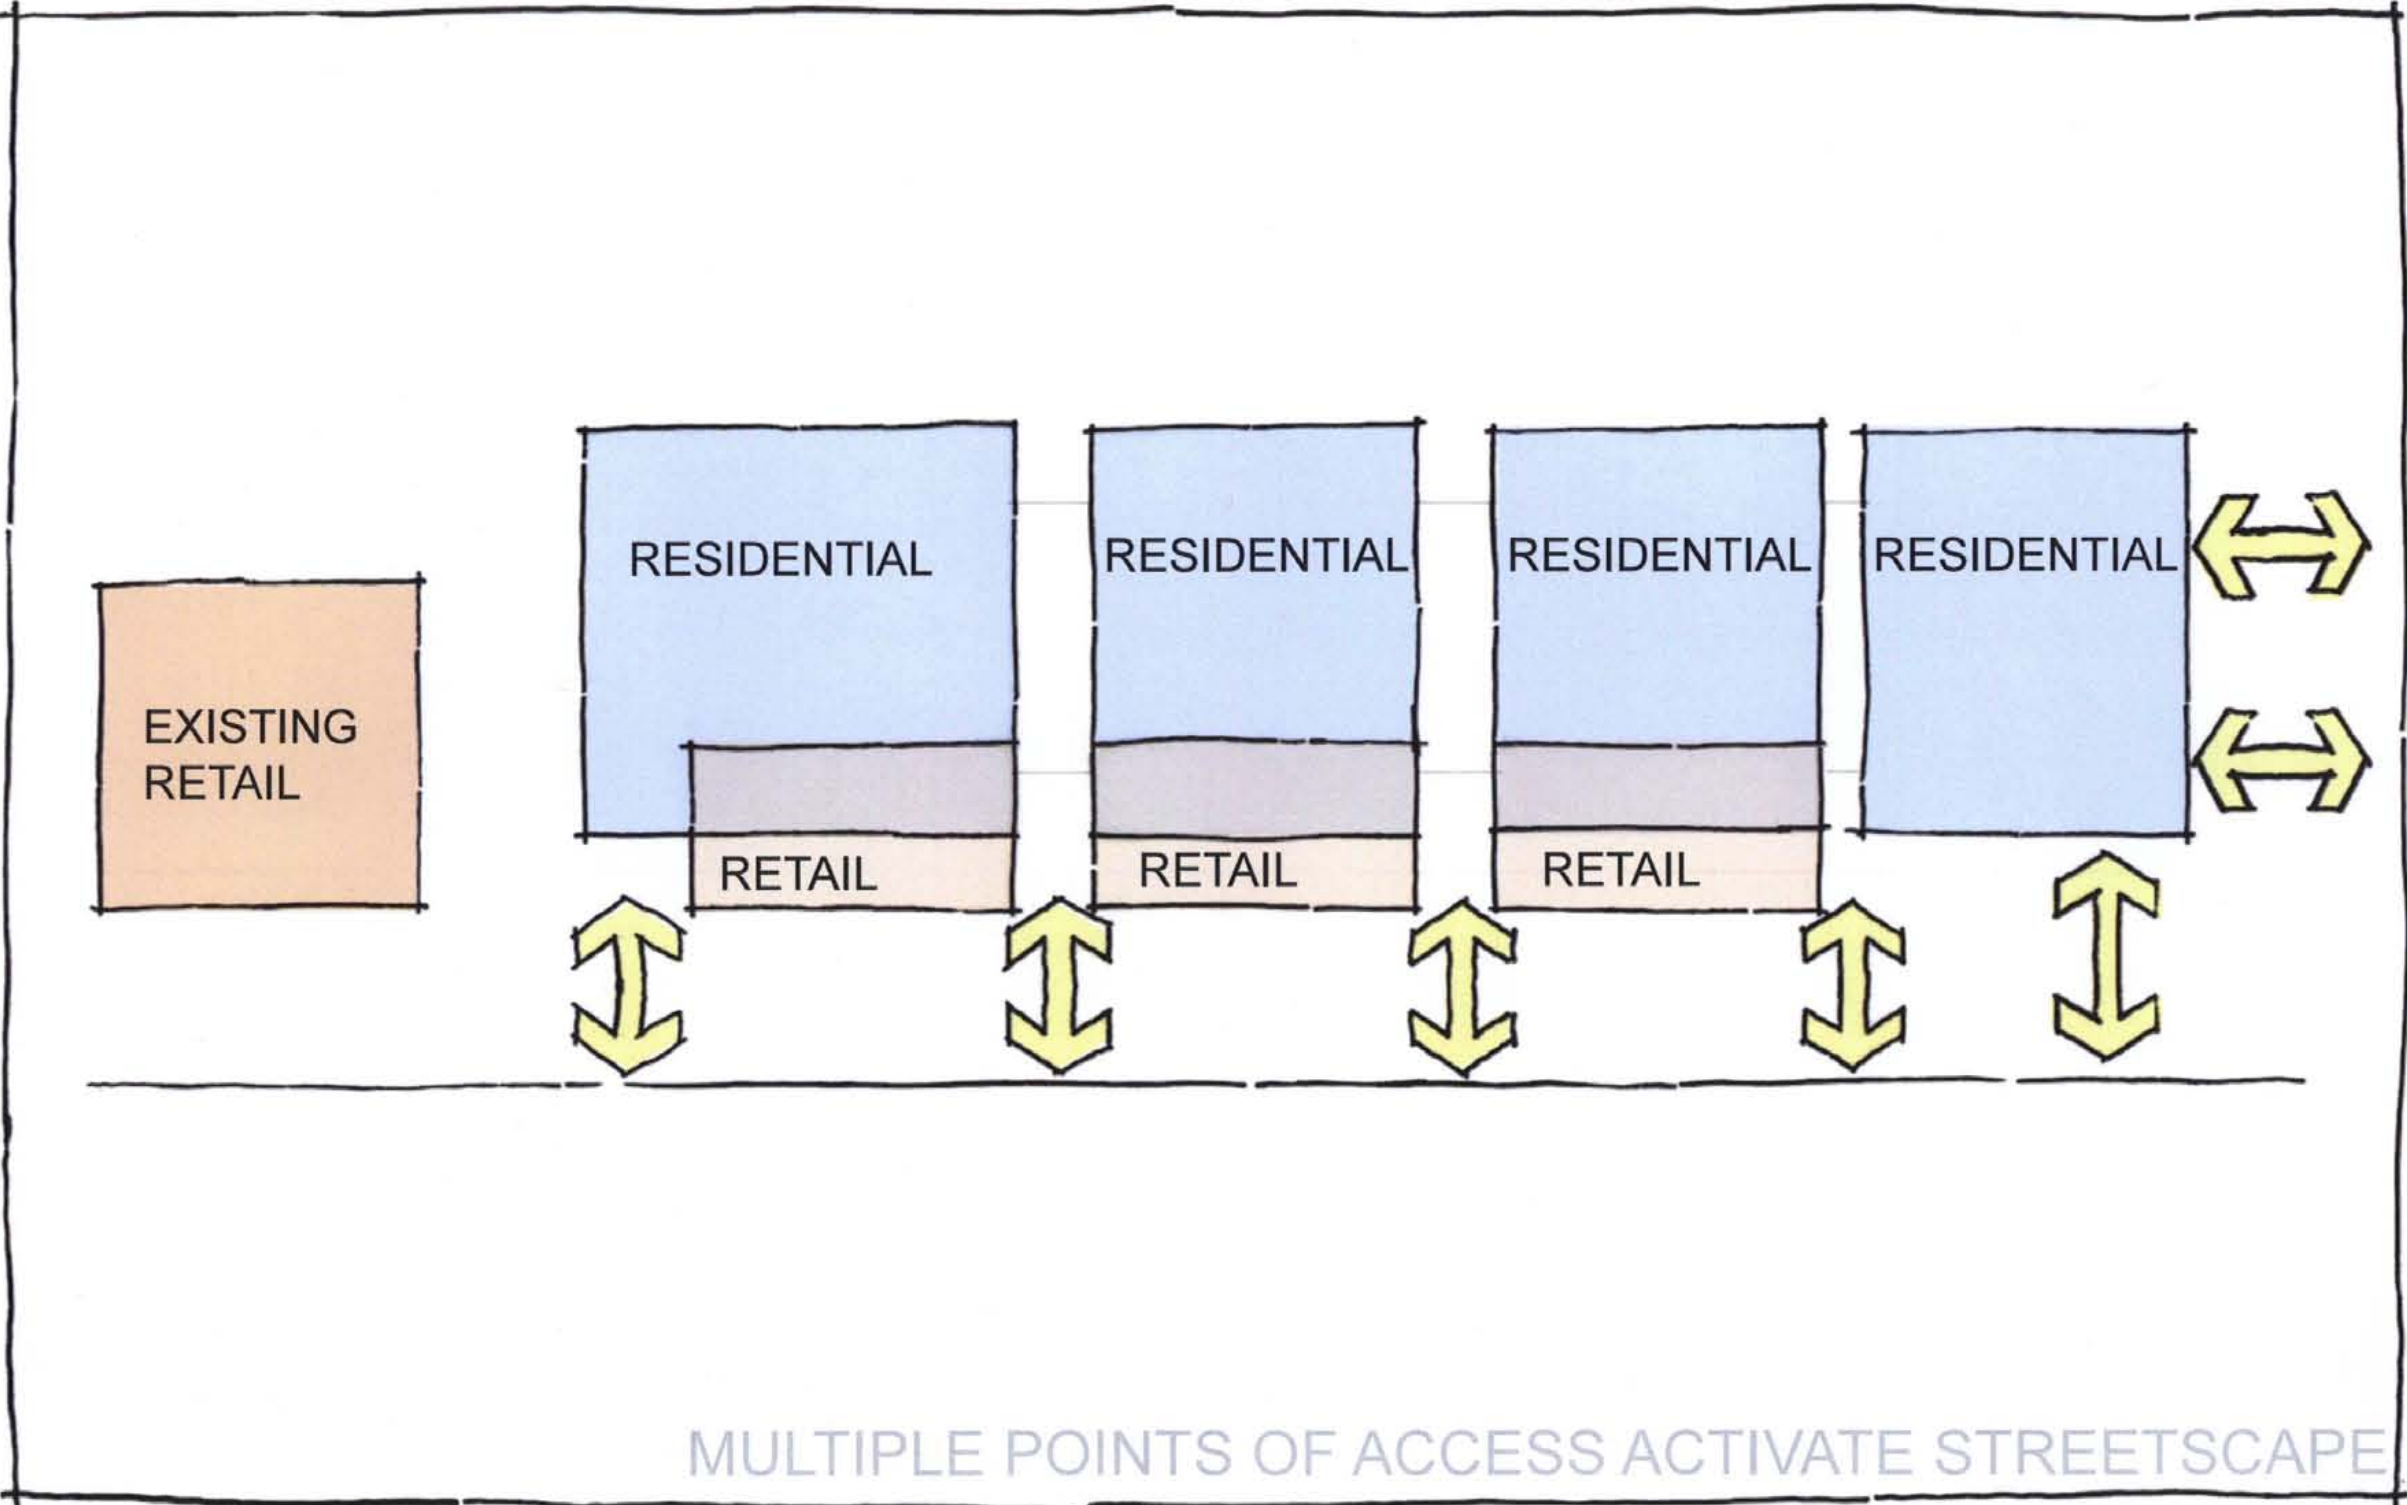 RESIDENTIAL
RESIDENTIAL
RESIDENTIAL
RESIDENTIAL
EXISTING
RETAIL
RETAIL
RETAIL
RETAIL
MULTIPLE POINTS OF ACCESS ACTIVATE STREETSCAPE